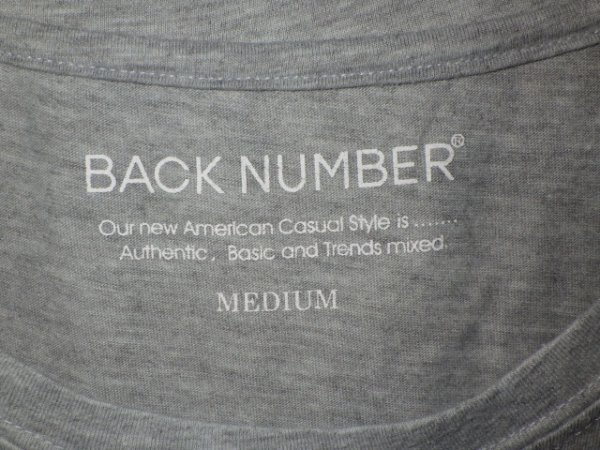 BACK NUMBER®
Our new American Casual Style is .......
Authentic, Basic and Trends mixed.
MEDIUM